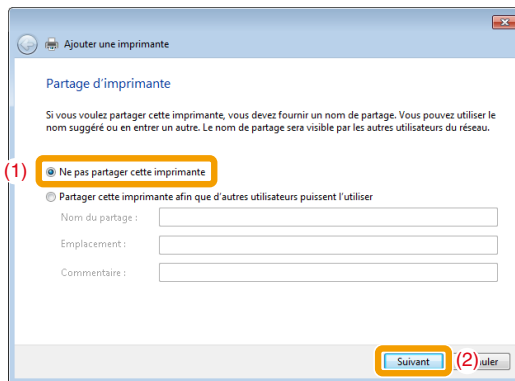 Ajouter une imprimante
Partage d'imprimante
Si vous voulez partager cette imprimante, vous devez fournir un nom de partage. Vous pouvez utiliser le
nom suggéré ou en entrer un autre. Le nom de partage sera visible par les autres utilisateurs du réseau.
(1) Ne pas partager cette imprimante
Partager cette imprimante afin que d'autres utilisateurs puissent l'utiliser
Nom du partage :
Emplacement :
Commentaire :
Suivant (2) uler